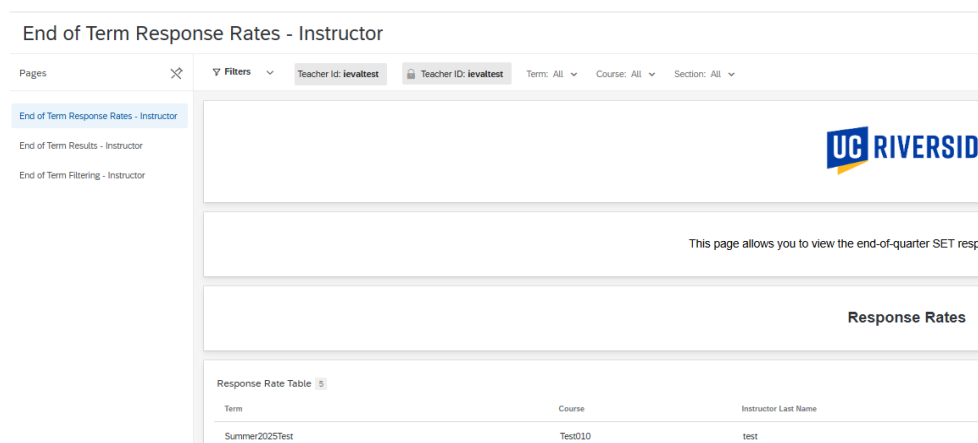 End of Term Response Rates - Instructor
Pages
Filters
Teacher Id: ievaltest
Teacher ID: ievaltest
Term: All
Course: All
Section: All
End of Term Response Rates - Instructor
End of Term Results - Instructor
End of Term Filtering - Instructor
UC RIVERSID
This page allows you to view the end-of-quarter SET resp
Response Rates
Response Rate Table 5
Term Course Instructor Last Name
Summer2025Test Test010 test